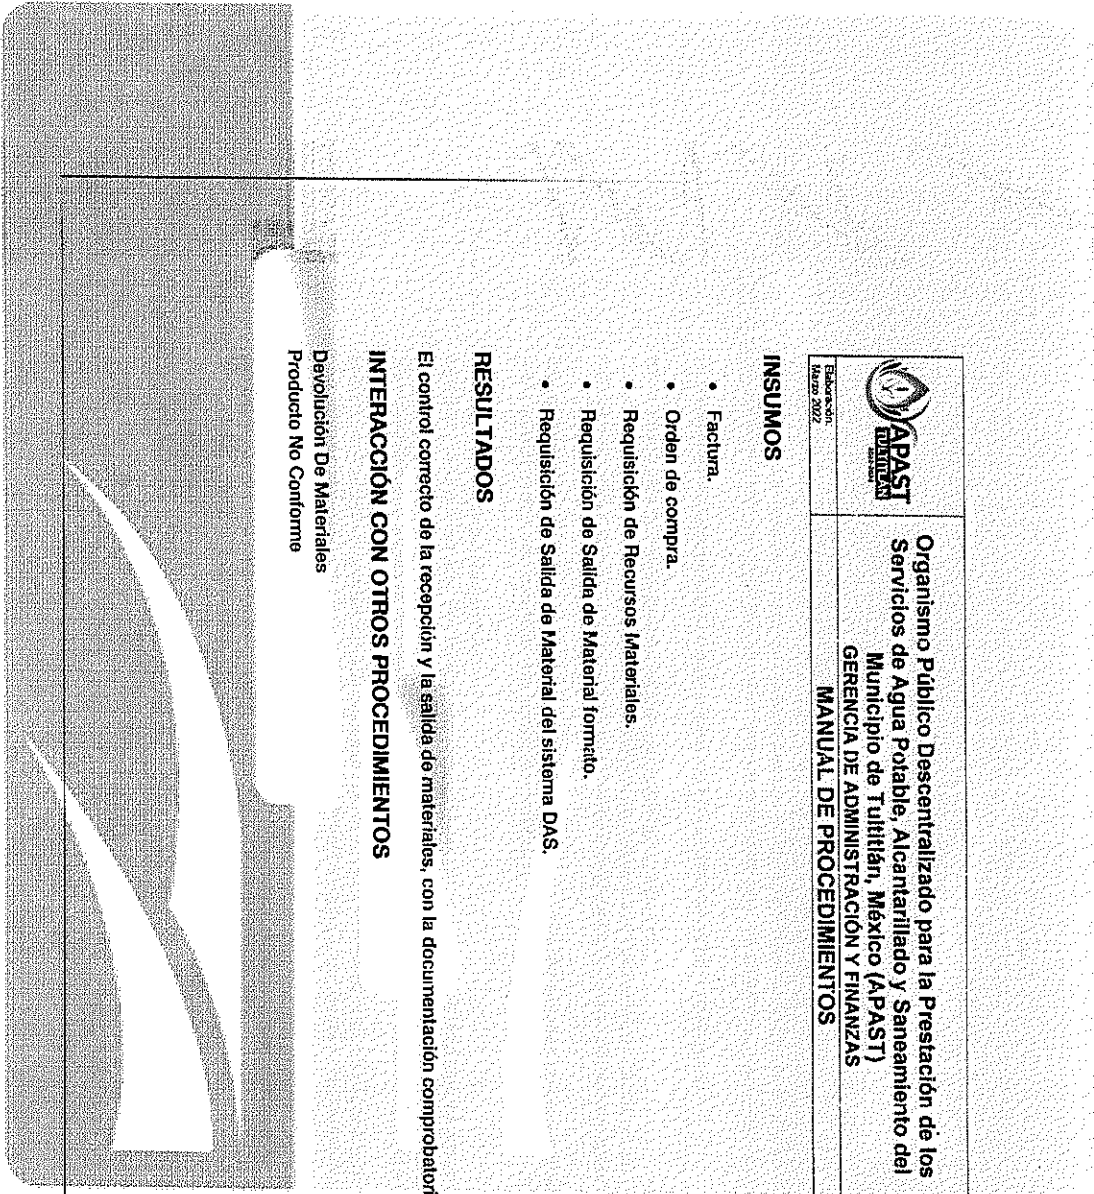 APAST
TULTITLÁN
Organismo Público Descentralizado para la Prestación de los
Servicios de Agua Potable, Alcantarillado y Saneamiento del
Municipio de Tultitlán, México (APAST)
GERENCIA DE ADMINISTRACIÓN Y FINANZAS
Elaboración:
Marzo 2022
MANUAL DE PROCEDIMIENTOS
INSUMOS
• Factura.
• Orden de compra.
• Requisición de Recursos Materiales.
• Requisición de Salida de Material formato.
• Requisición de Salida de Material del sistema DAS.
RESULTADOS
El control correcto de la recepción y la salida de materiales, con la documentación comprobatori
INTERACCIÓN CON OTROS PROCEDIMIENTOS
Devolución De Materiales
Producto No Conforme